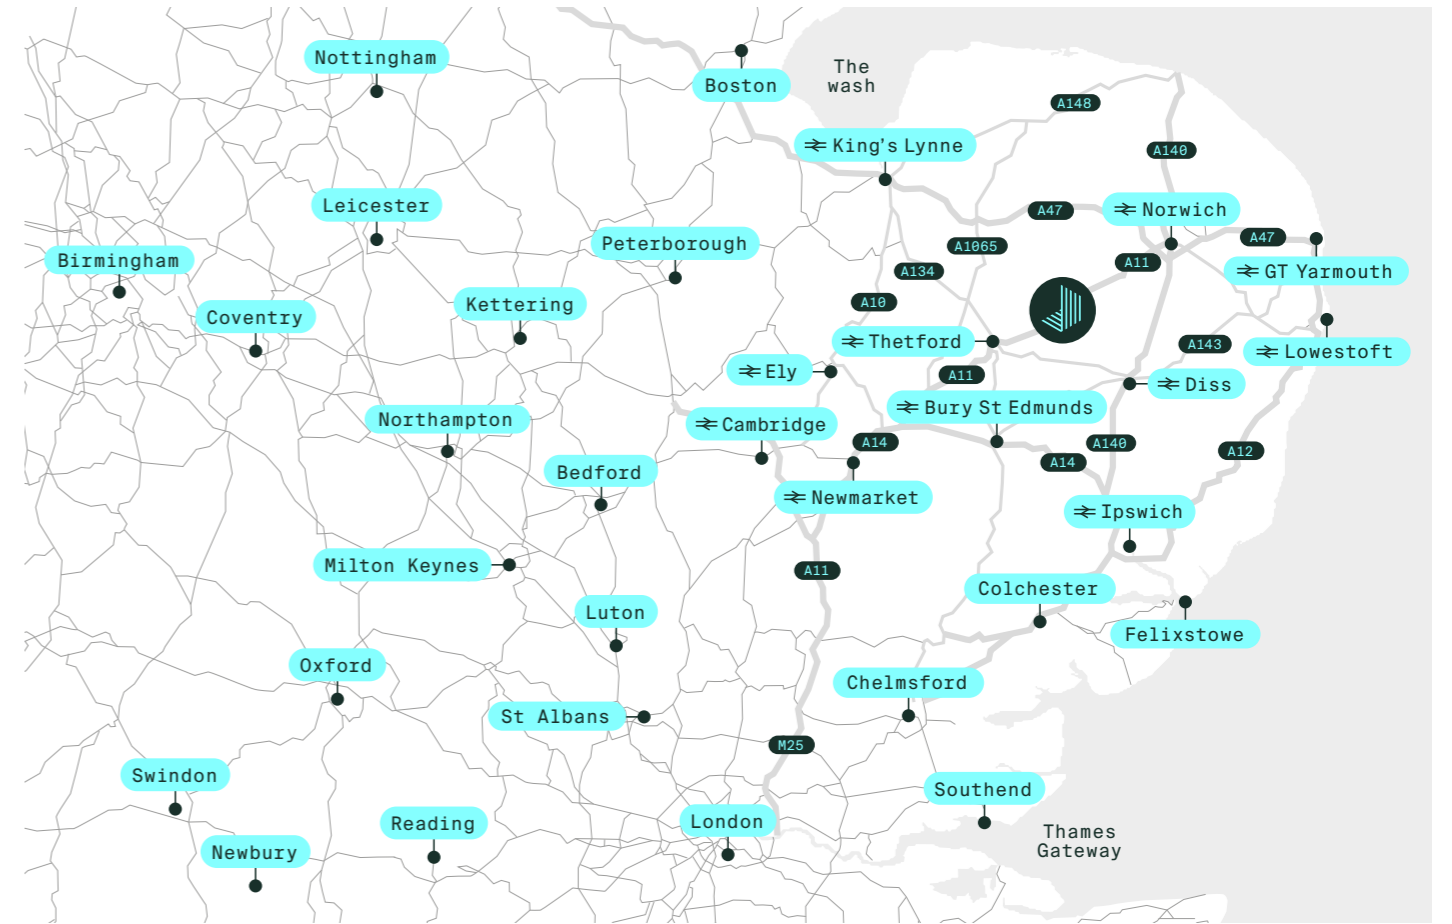 Nottingham
Boston
The
wash
A148
King's Lynne
A140
Leicester
A47
Norwich
Peterborough
A1065
A47
Birmingham
A134
A11
GT Yarmouth
Coventry
Kettering
A10
Thetford
A143
Lowestoft
Ely
A11
Diss
Bury St Edmunds
Northampton
Cambridge
A14
A140
A12
A14
Bedford
Newmarket
Ipswich
Milton Keynes
A11
Colchester
Luton
Felixstowe
Oxford
Chelmsford
St Albans
M25
Swindon
Southend
Reading
London
Thames
Gateway
Newbury